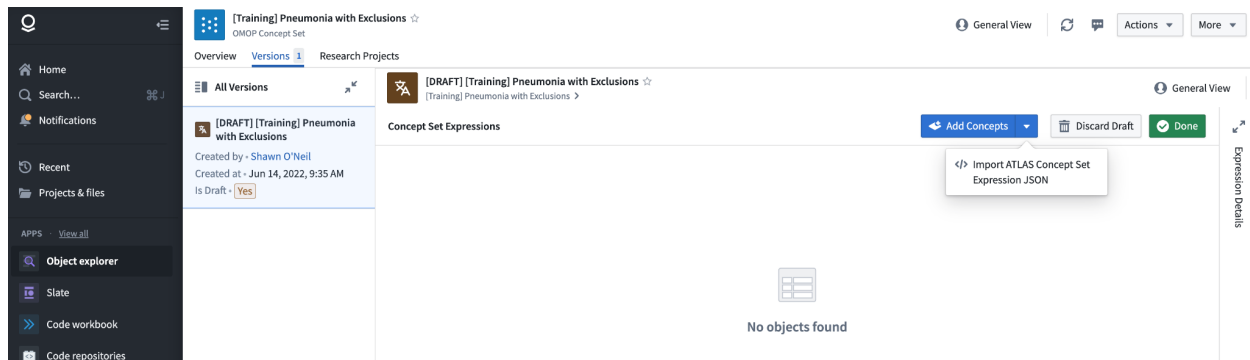 [Training] Pneumonia with Exclusions
OMOP Concept Set
General View
Actions
More
Overview
Versions 1
Research Projects
Home
Search... ⌘ J
Notifications
Recent
Projects & files
APPS · View all
Object explorer
Slate
Code workbook
Code repositories
All Versions
[DRAFT] [Training] Pneumonia
with Exclusions
Created by • Shawn O'Neil
Created at • Jun 14, 2022, 9:35 AM
Is Draft • Yes
[DRAFT] [Training] Pneumonia with Exclusions
[Training] Pneumonia with Exclusions >
General View
Concept Set Expressions
Add Concepts
Discard Draft
Done
</> Import ATLAS Concept Set
Expression JSON
No objects found
Expression Details